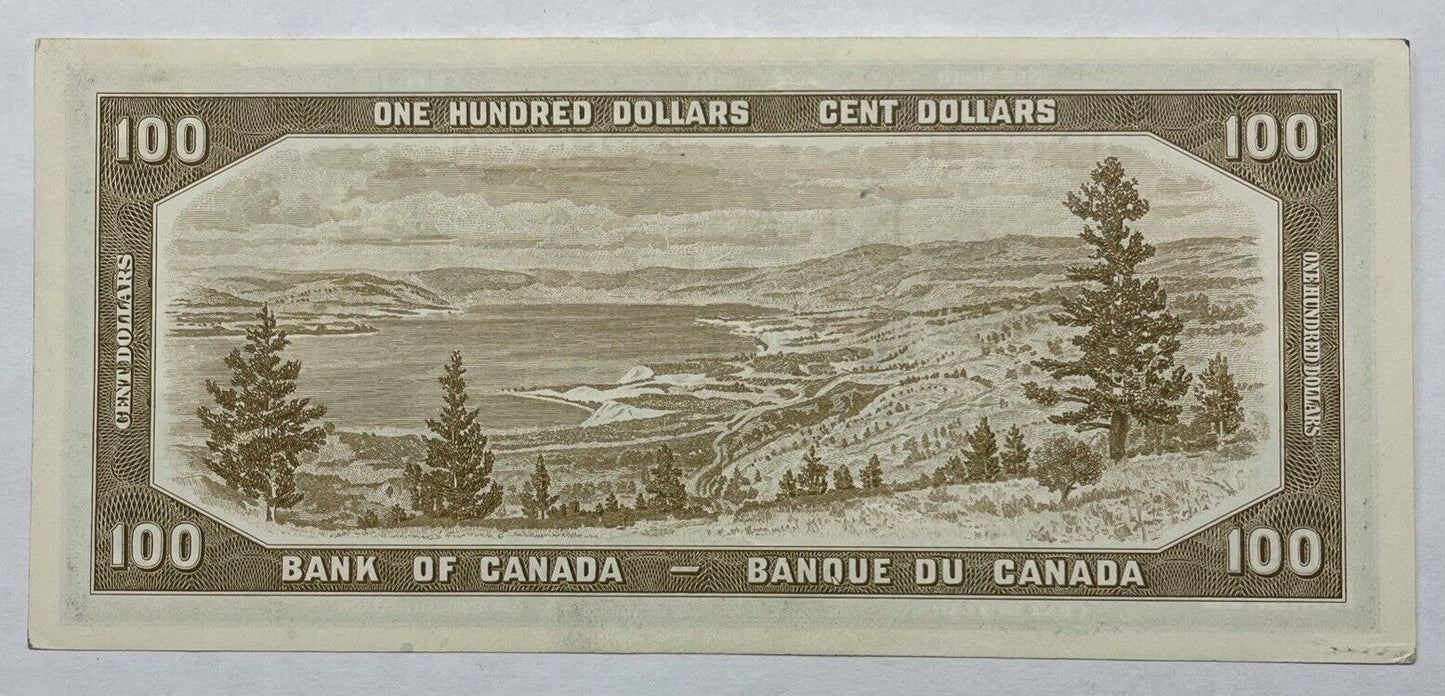 ONE HUNDRED DOLLARS CENT DOLLARS
100
100
CENT DOLLARS
ONE HUNDRED DOLLARS
100
100
BANK OF CANADA — BANQUE DU CANADA